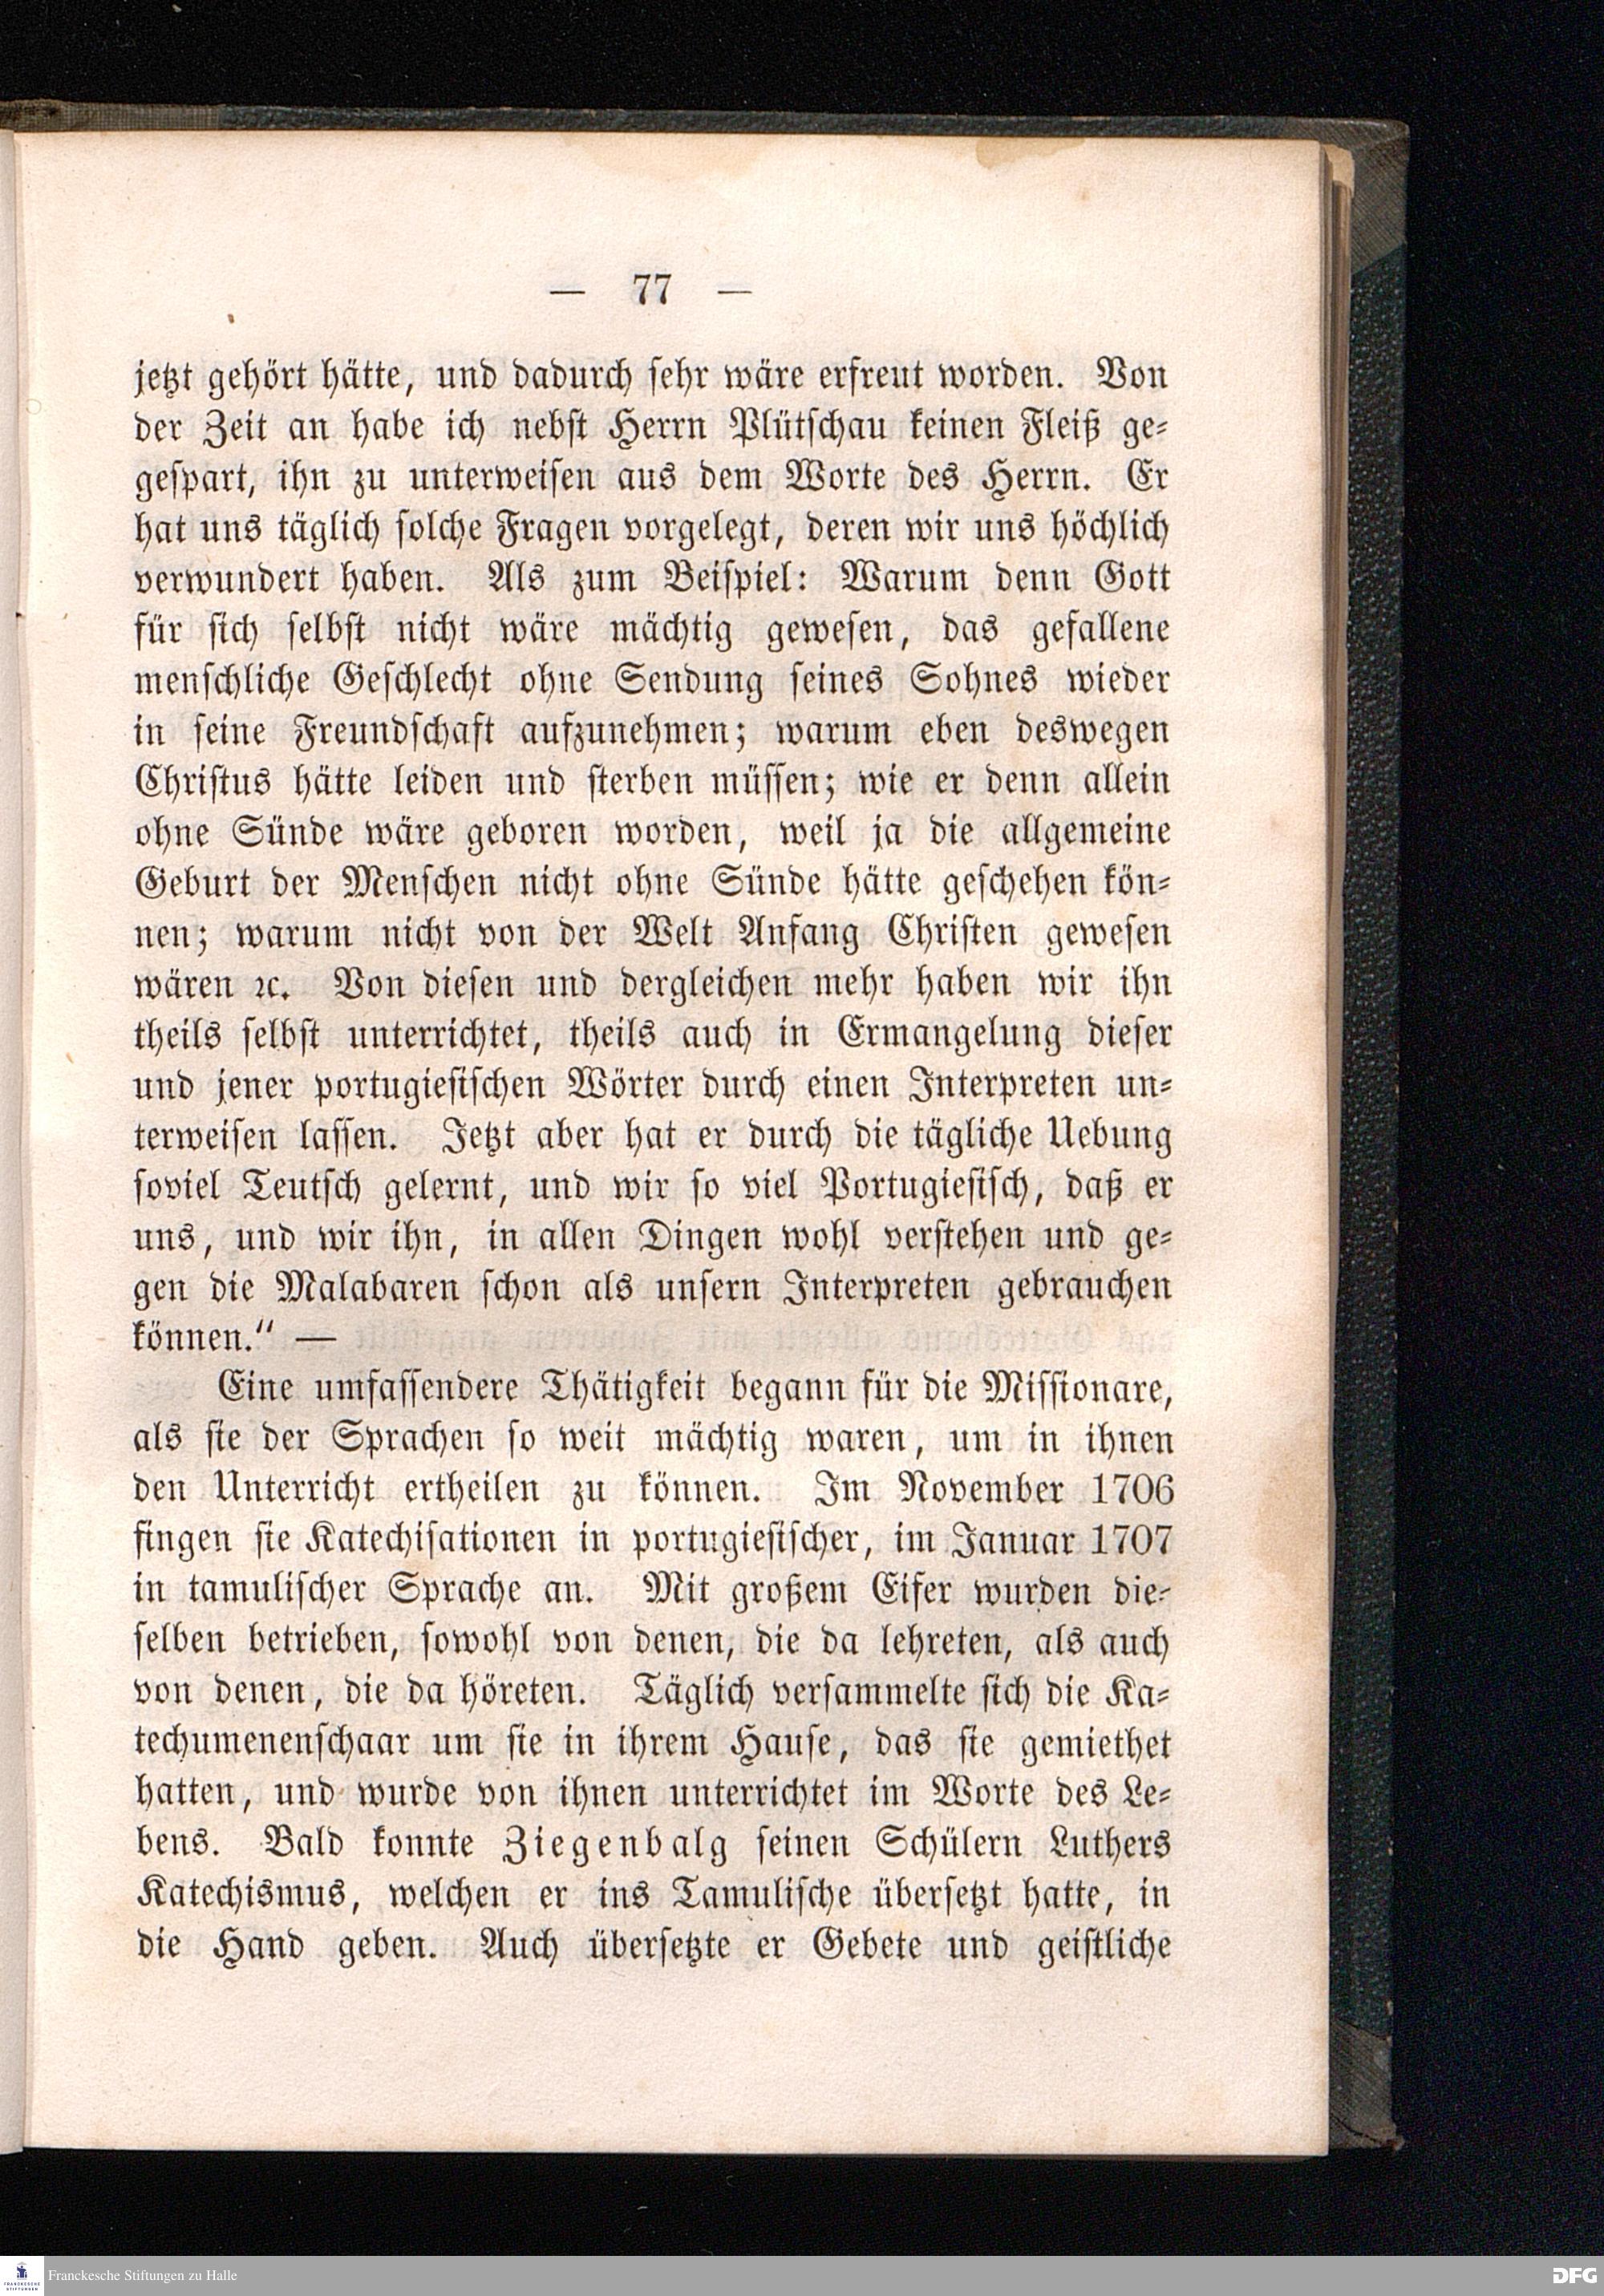 — 77 —
jetzt gehört hätte, und dadurch sehr wäre erfreut worden. Von
der Zeit an habe ich nebst Herrn Plütschau keinen Fleiß ge-
gespart, ihn zu unterweisen aus dem Worte des Herrn. Er
hat uns täglich solche Fragen vorgelegt, deren wir uns höchlich
verwundert haben. Als zum Beispiel: Warum denn Gott
für sich selbst nicht wäre mächtig gewesen, das gefallene
menschliche Geschlecht ohne Sendung seines Sohnes wieder
in seine Freundschaft aufzunehmen; warum eben deswegen
Christus hätte leiden und sterben müssen; wie er denn allein
ohne Sünde wäre geboren worden, weil ja die allgemeine
Geburt der Menschen nicht ohne Sünde hätte geschehen kön-
nen; warum nicht von der Welt Anfang Christen gewesen
wären ꝛc. Von diesen und dergleichen mehr haben wir ihn
theils selbst unterrichtet, theils auch in Ermangelung dieser
und jener portugiesischen Wörter durch einen Interpreten un-
terweisen lassen. Jetzt aber hat er durch die tägliche Uebung
soviel Teutsch gelernt, und wir so viel Portugiesisch, daß er
uns, und wir ihn, in allen Dingen wohl verstehen und ge-
gen die Malabaren schon als unsern Interpreten gebrauchen
können.“ —
Eine umfassendere Thätigkeit begann für die Missionare,
als sie der Sprachen so weit mächtig waren, um in ihnen
den Unterricht ertheilen zu können. Im November 1706
fingen sie Katechisationen in portugiesischer, im Januar 1707
in tamulischer Sprache an. Mit großem Eifer wurden die-
selben betrieben, sowohl von denen, die da lehreten, als auch
von denen, die da höreten. Täglich versammelte sich die Ka-
techumenenschaar um sie in ihrem Hause, das sie gemiethet
hatten, und wurde von ihnen unterrichtet im Worte des Le-
bens. Bald konnte Ziegenbalg seinen Schülern Luthers
Katechismus, welchen er ins Tamulische übersetzt hatte, in
die Hand geben. Auch übersetzte er Gebete und geistliche
FRANCKESCHE STIFTUNGEN
Franckesche Stiftungen zu Halle
DFG